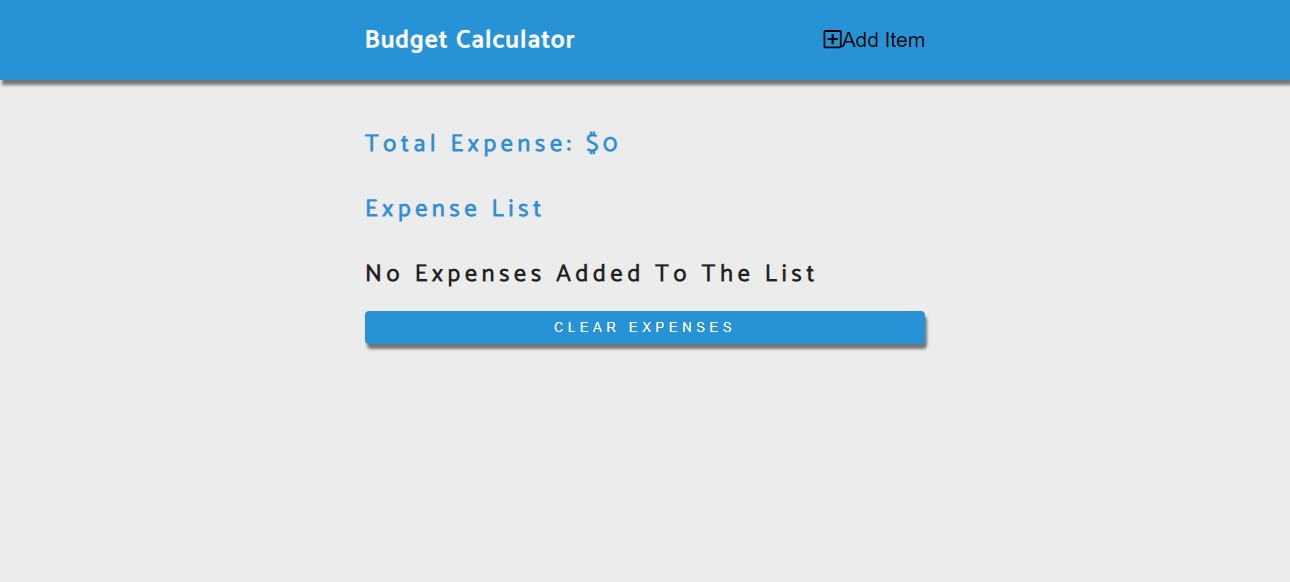 Budget Calculator
Add Item
Total Expense: $0
Expense List
No Expenses Added To The List
CLEAR EXPENSES